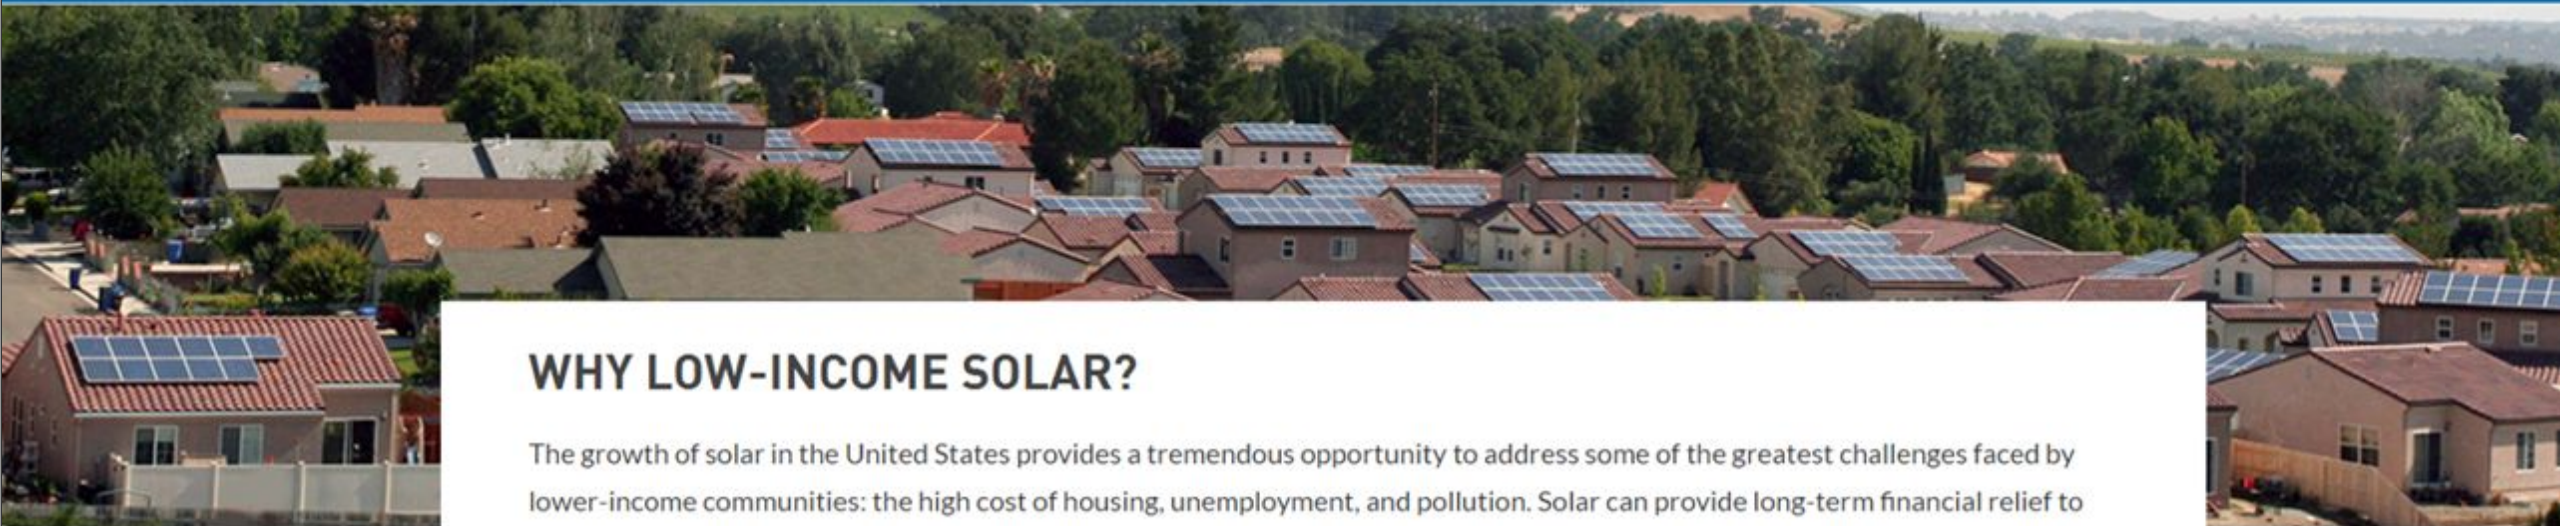 WHY LOW-INCOME SOLAR?
The growth of solar in the United States provides a tremendous opportunity to address some of the greatest challenges faced by
lower-income communities: the high cost of housing, unemployment, and pollution. Solar can provide long-term financial relief to